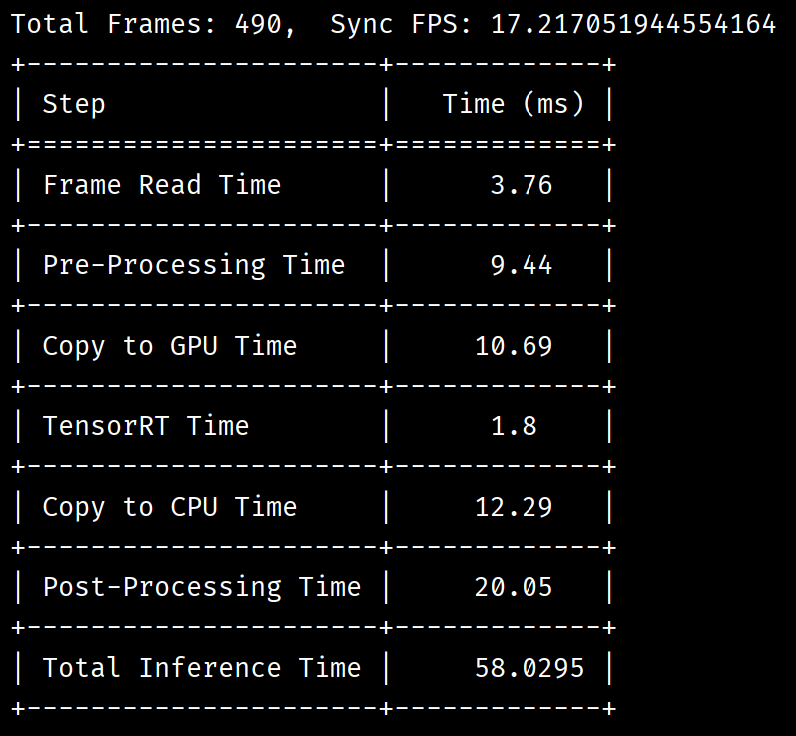 Total Frames: 490,  Sync FPS: 17.217051944554164
+----------------------+-------------+
| Step                 |   Time (ms) |
+======================+=============+
| Frame Read Time      |      3.76   |
+----------------------+-------------+
| Pre-Processing Time  |      9.44   |
+----------------------+-------------+
| Copy to GPU Time     |     10.69   |
+----------------------+-------------+
| TensorRT Time        |      1.8    |
+----------------------+-------------+
| Copy to CPU Time     |     12.29   |
+----------------------+-------------+
| Post-Processing Time |     20.05   |
+----------------------+-------------+
| Total Inference Time |     58.0295 |
+----------------------+-------------+